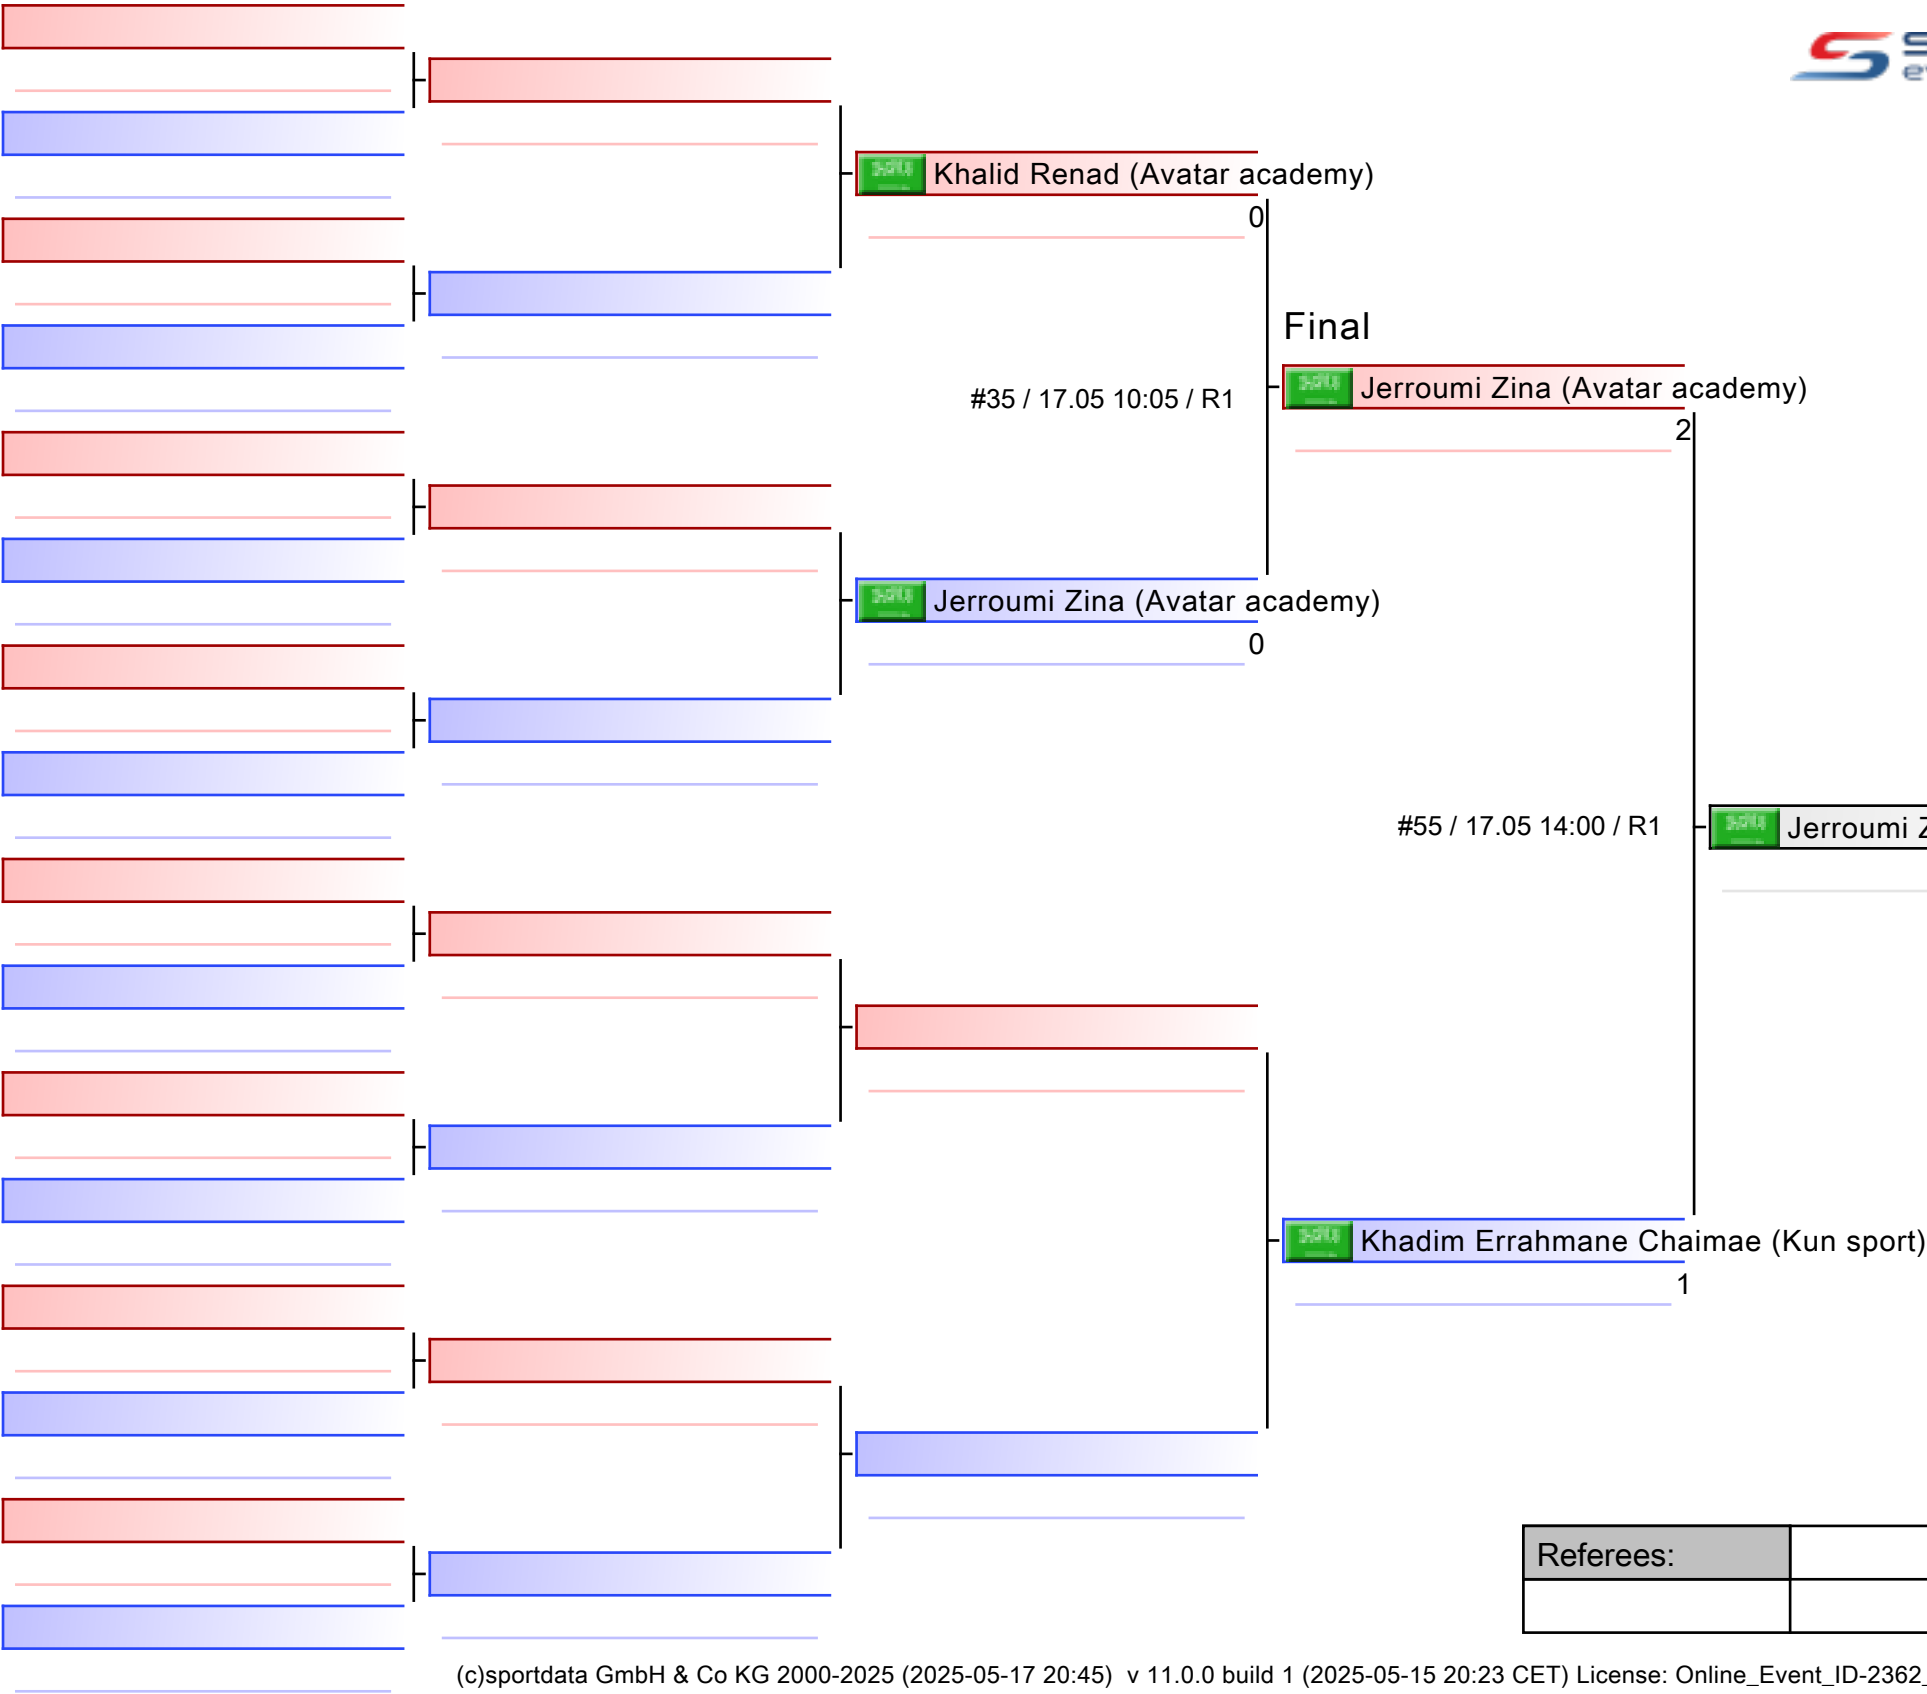 Khalid Renad (Avatar academy)
0
Final
#35 / 17.05 10:05 / R1
Jerroumi Zina (Avatar academy)
2
Jerroumi Zina (Avatar academy)
0
#55 / 17.05 14:00 / R1
Jerroumi
Khadim Errahmane Chaimae (Kun sport)
1
Referees:
(c)sportdata GmbH & Co KG 2000-2025 (2025-05-17 20:45) v 11.0.0 build 1 (2025-05-15 20:23 CET) License: Online_Event_ID-2362_